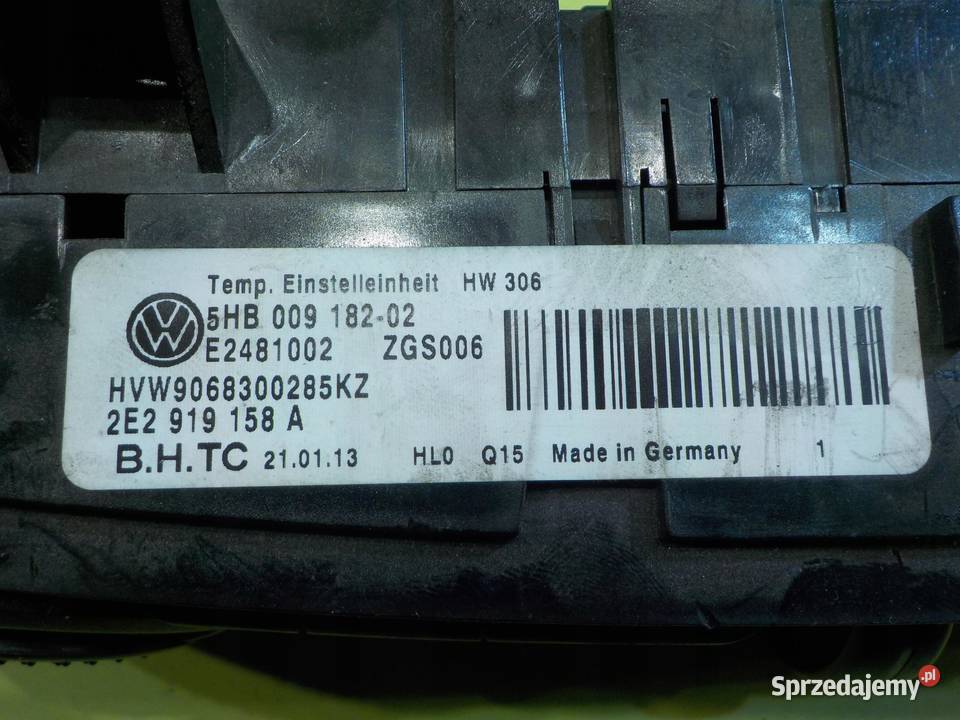 Temp. Einstelleinheit HW 306
5HB 009 182-02
E2481002 ZGS006
HVW9068300285KZ
2E2 919 158 A
B.H.TC 21.01.13 HL0 Q15 Made in Germany 1
Sprzedajemy.pl